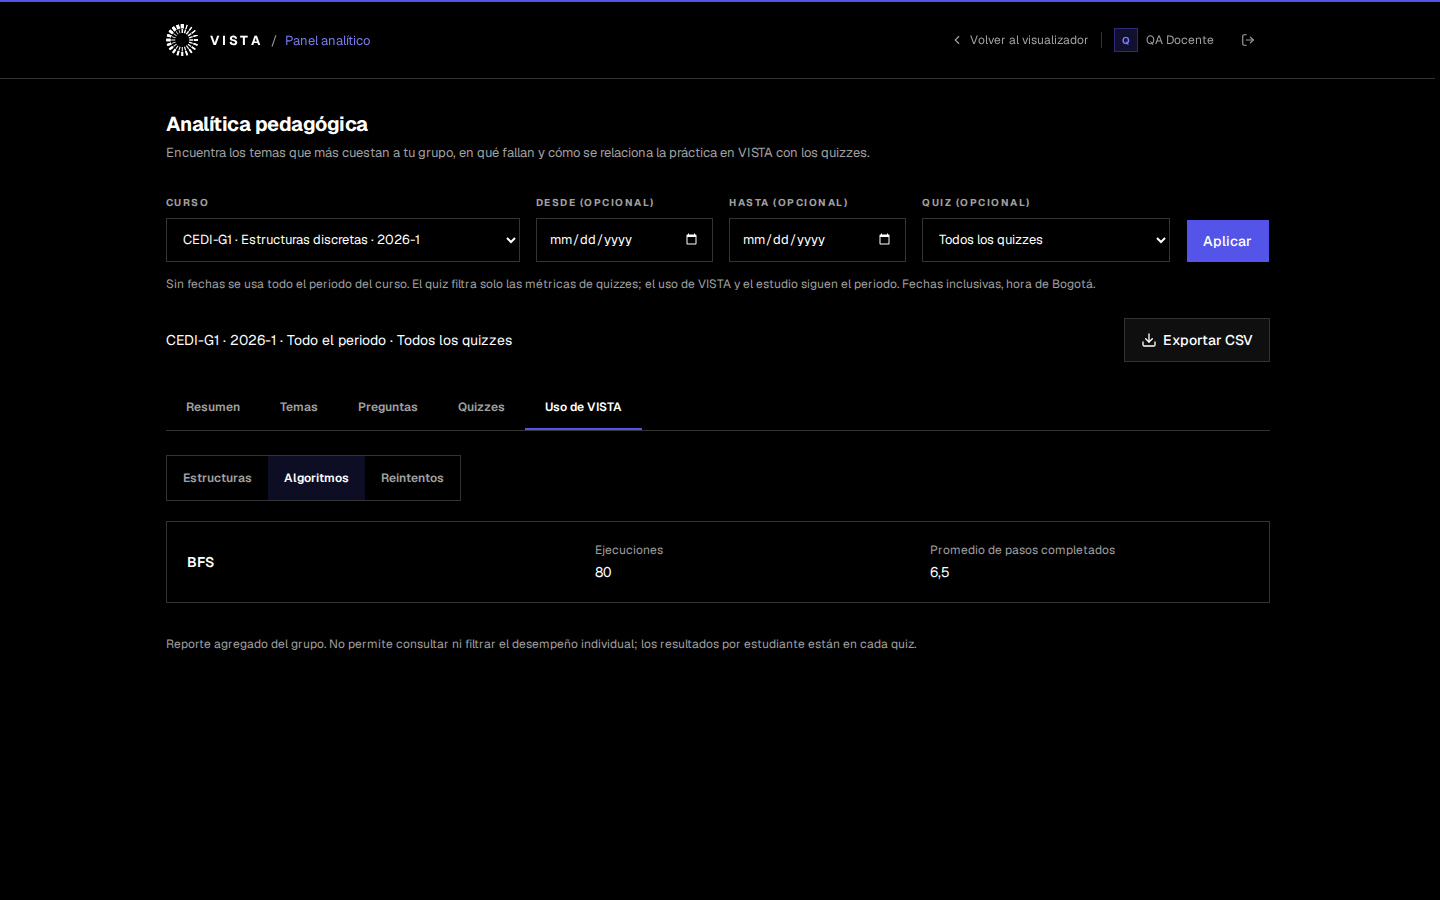 VISTA / Panel analítico
Volver al visualizador
Q QA Docente
Analítica pedagógica
Encuentra los temas que más cuestan a tu grupo, en qué fallan y cómo se relaciona la práctica en VISTA con los quizzes.
CURSO DESDE (OPCIONAL) HASTA (OPCIONAL) QUIZ (OPCIONAL)
CEDI-G1 · Estructuras discretas · 2026-1 mm/dd/yyyy mm/dd/yyyy Todos los quizzes Aplicar
Sin fechas se usa todo el periodo del curso. El quiz filtra solo las métricas de quizzes; el uso de VISTA y el estudio siguen el periodo. Fechas inclusivas, hora de Bogotá.
CEDI-G1 · 2026-1 · Todo el periodo · Todos los quizzes Exportar CSV
Resumen Temas Preguntas Quizzes Uso de VISTA
Estructuras Algoritmos Reintentos
BFS
Ejecuciones
80
Promedio de pasos completados
6,5
Reporte agregado del grupo. No permite consultar ni filtrar el desempeño individual; los resultados por estudiante están en cada quiz.